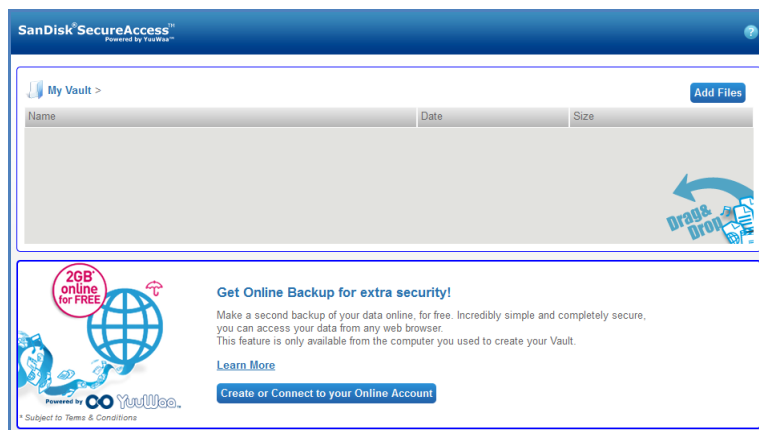 SanDisk®SecureAccess™
Powered by YuuWaa™
?
My Vault >
Add Files
Name Date Size
Drag&
Drop
2GB*
online
for FREE
Get Online Backup for extra security!
Make a second backup of your data online, for free. Incredibly simple and completely secure,
you can access your data from any web browser.
This feature is only available from the computer you used to create your Vault.
Learn More
Create or Connect to your Online Account
Powered by YuuWaa.
* Subject to Terms & Conditions